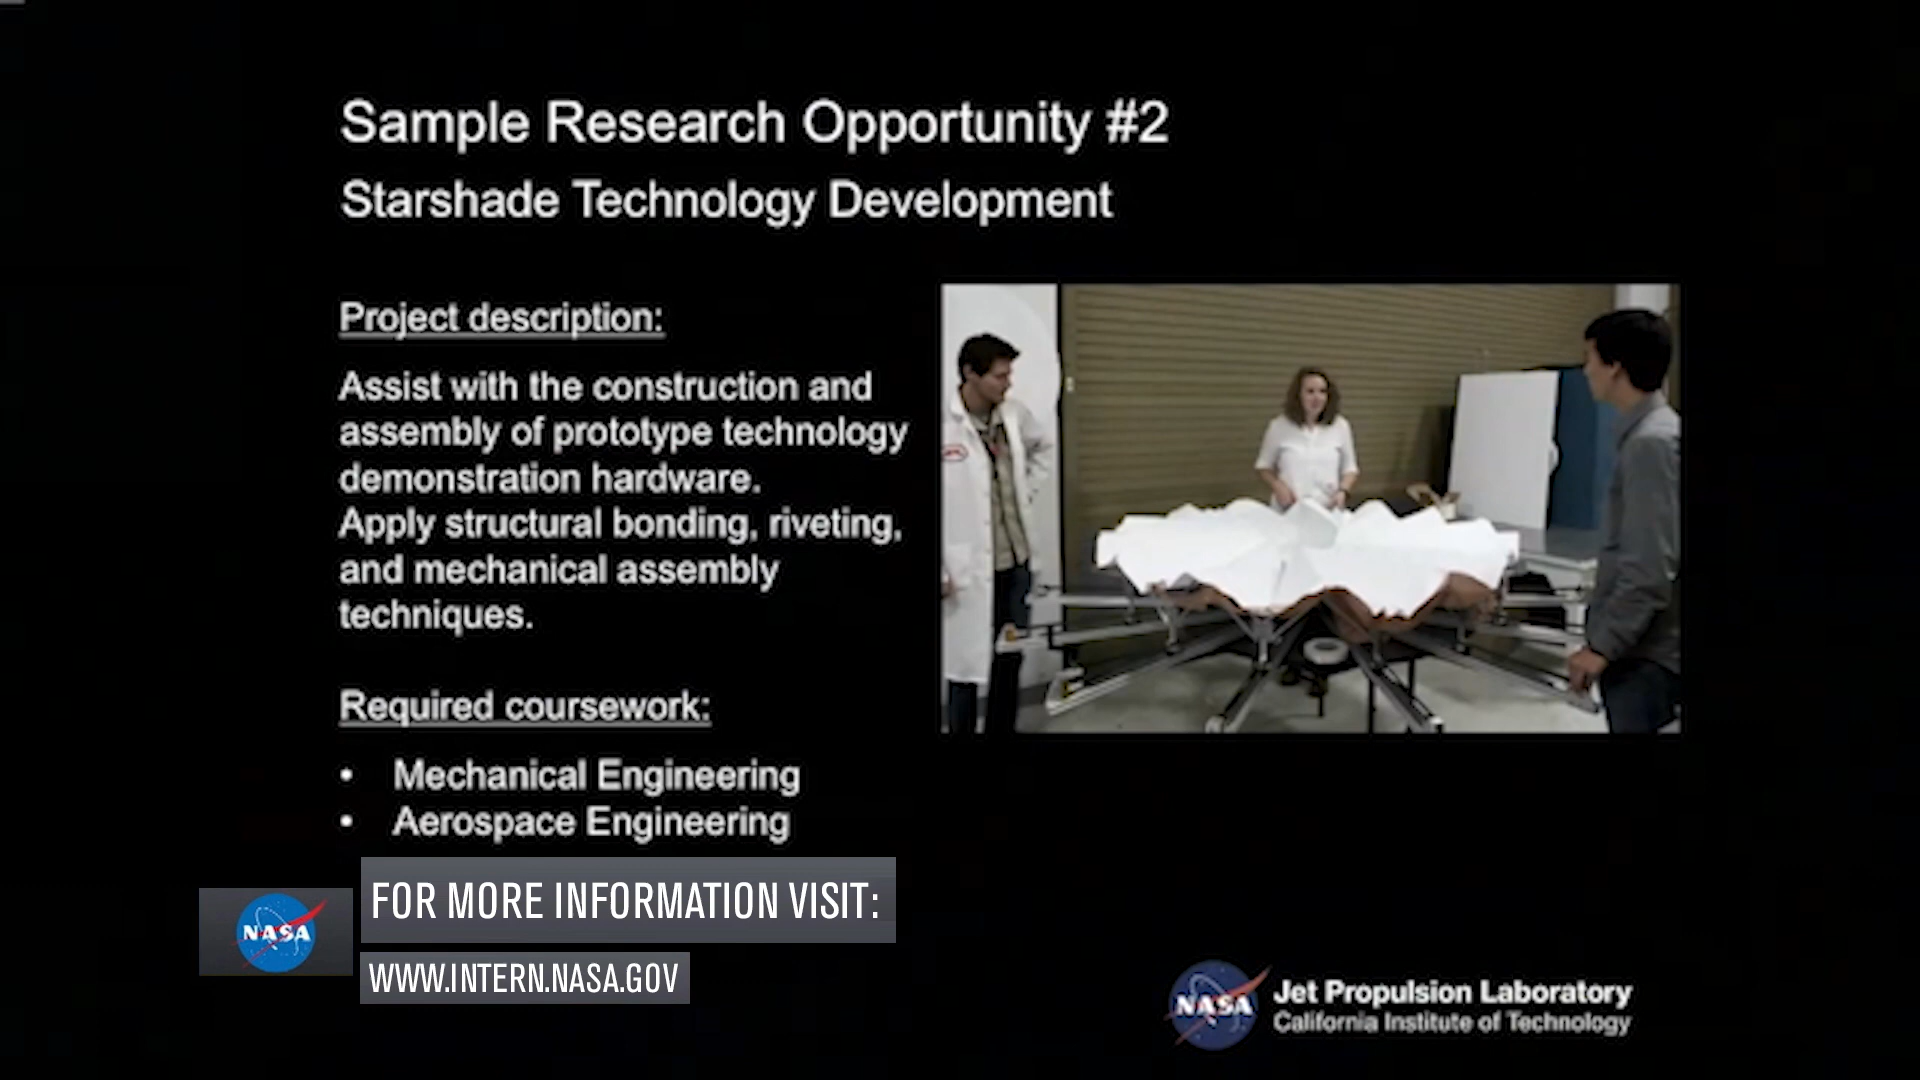 Sample Research Opportunity #2
Starshade Technology Development
Project description:
Assist with the construction and
assembly of prototype technology
demonstration hardware.
Apply structural bonding, riveting,
and mechanical assembly
techniques.
Required coursework:
• Mechanical Engineering
• Aerospace Engineering
NASA
FOR MORE INFORMATION VISIT:
WWW.INTERN.NASA.GOV
NASA
Jet Propulsion Laboratory
California Institute of Technology